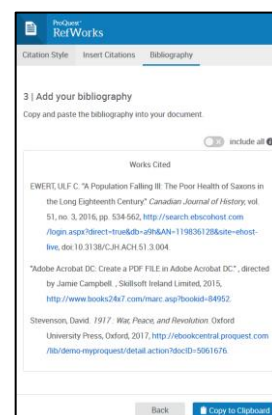 ProQuest
RefWorks
Citation Style Insert Citations Bibliography
3 | Add your bibliography
Copy and paste the bibliography into your document.
include all
Works Cited
EWERT, ULF C. "A Population Falling Ill: The Poor Health of Saxons in
the Long Eighteenth Century." Canadian Journal of History, vol.
51, no. 3, 2016, pp. 534-562, http://search.ebscohost.com
/login.aspx?direct=true&db=a9h&AN=119836128&site=ehost-
live, doi:10.3138/CJH.ACH.51.3.004.
"Adobe Acrobat DC: Create a PDF FILE in Adobe Acrobat DC.", directed
by Jamie Campbell. , Skillsoft Ireland Limited, 2015,
http://www.books24x7.com/marc.asp?bookid=84952.
Stevenson, David. 1917 : War, Peace, and Revolution. Oxford
University Press, Oxford, 2017, http://ebookcentral.proquest.com
/lib/demo-myproquest/detail.action?docID=5061676.
Back Copy to Clipboard